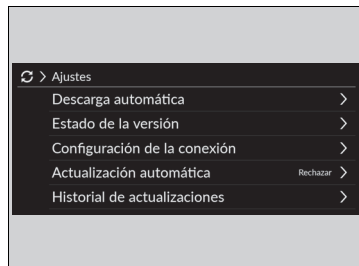 Ajustes
Descarga automática
Estado de la versión
Configuración de la conexión
Actualización automática Rechazar
Historial de actualizaciones